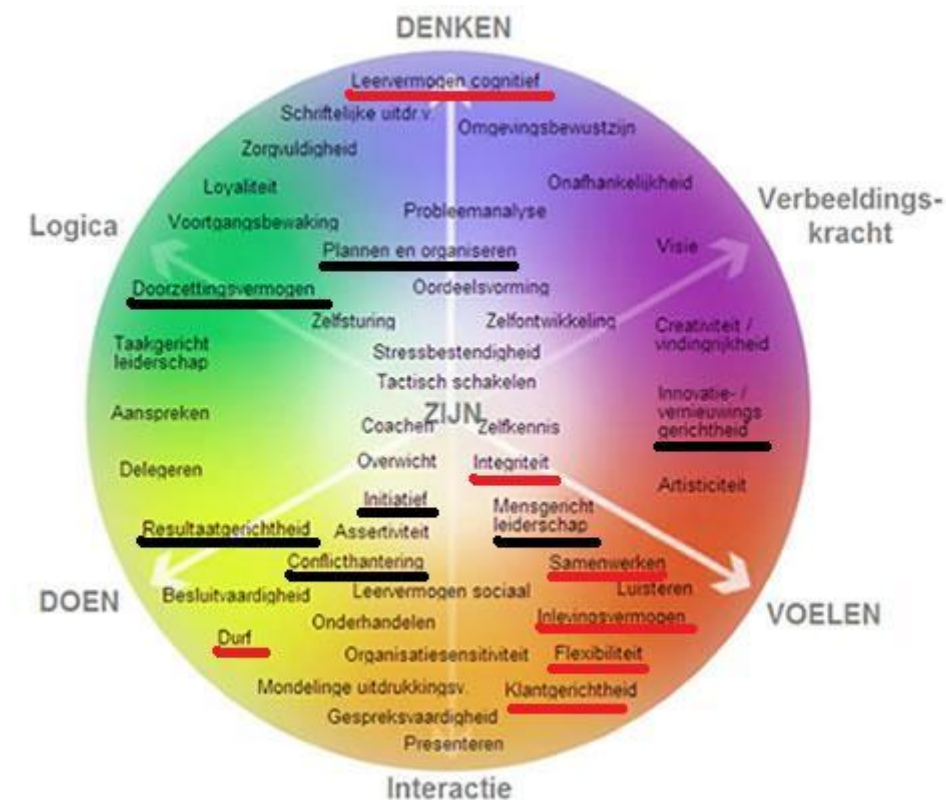 DENKEN
Leervermogen cognitief
Schriftelijke uitdr.v.
Omgevingsbewustzijn
Zorgvuldigheid
Loyaliteit
Onafhankelijkheid
Verbeeldings-
kracht
Logica
Voortgangsbewaking
Probleemanalyse
Plannen en organiseren
Visie
Doorzettingsvermogen
Oordeelsvorming
Zelfsturing
Zelfontwikkeling
Creativiteit /
vindingrijkheid
Taakgericht
leiderschap
Stressbestendigheid
Tactisch schakelen
ZIJN
Aanspreken
Coachen
Zelfkennis
Innovatie- /
vernieuwings
gerichtheid
Delegeren
Overwicht
Integriteit
Artisticiteit
Initiatief
Mensgericht
leiderschap
Resultaatgerichtheid
Assertiviteit
Conflicthantering
Samenwerken
DOEN
Besluitvaardigheid
Leervermogen sociaal
Luisteren
VOELEN
Onderhandelen
Inlevingsvermogen
Durf
Organisatiesensitiviteit
Flexibiliteit
Mondelinge uitdrukkingsv.
Klantgerichtheid
Gespreksvaardigheid
Presenteren
Interactie